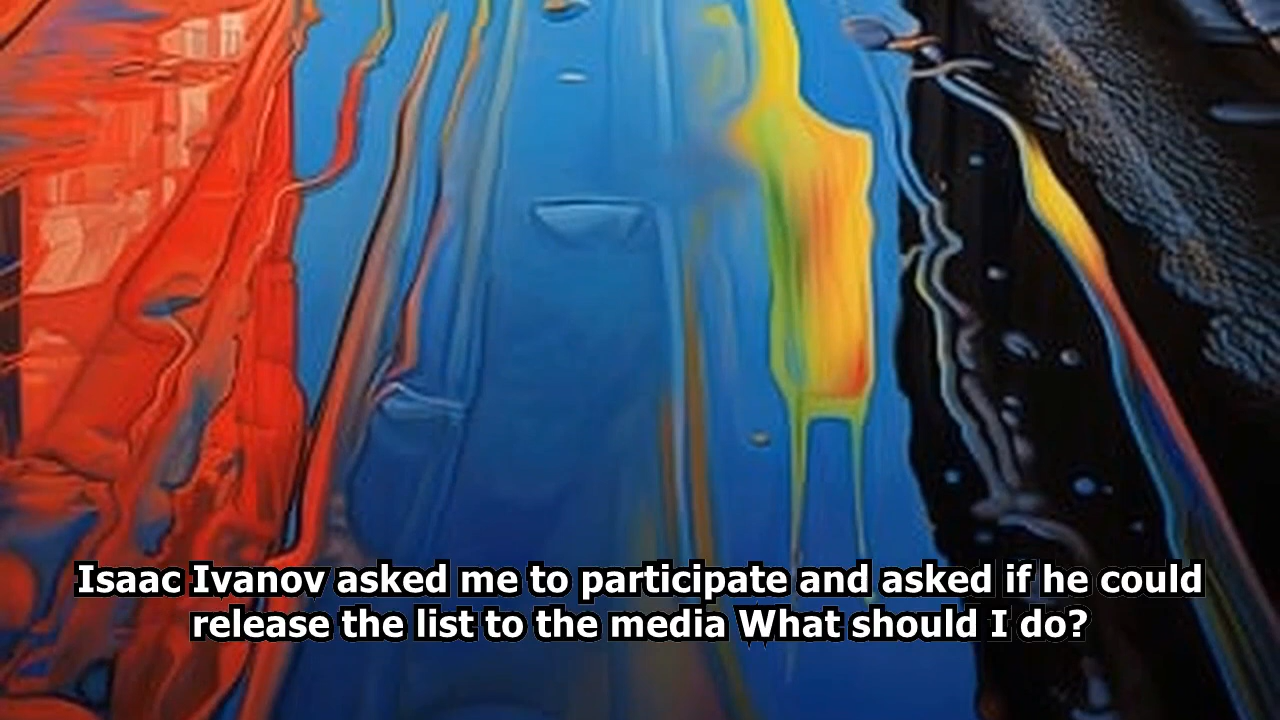 Isaac Ivanov asked me to participate and asked if he could
release the list to the media What should I do?